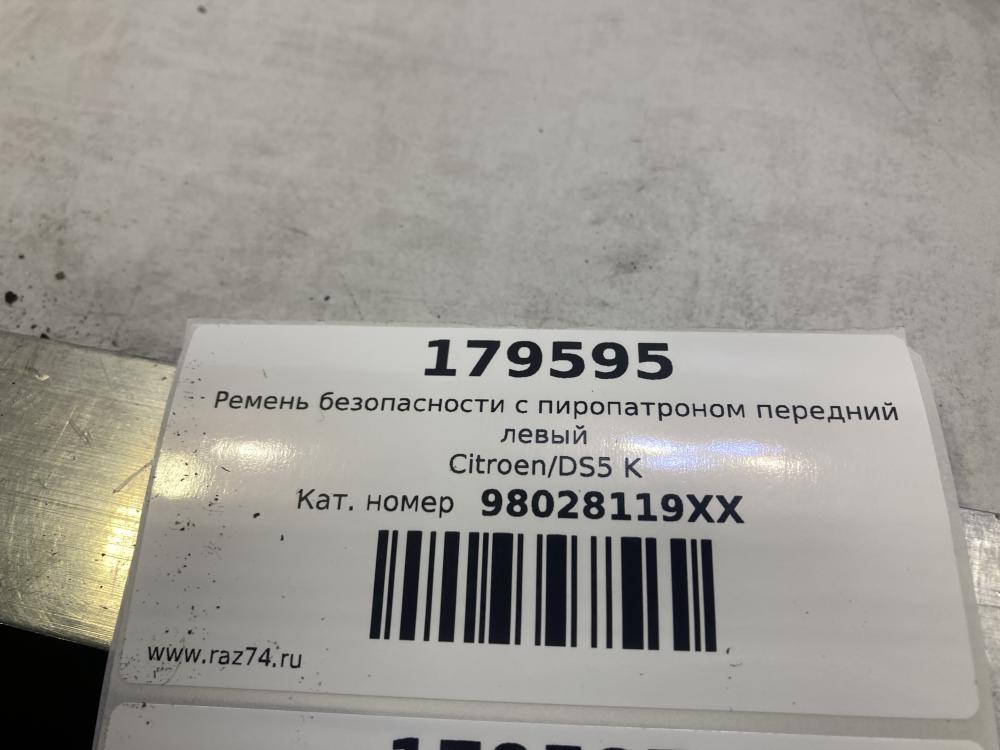 179595
Ремень безопасности с пиропатроном передний
левый
Citroen/DS5 K
Кат. номер 98028119XX
www.raz74.ru